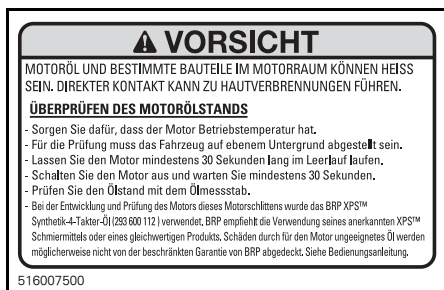 VORSICHT
MOTORÖL UND BESTIMMTE BAUTEILE IM MOTORRAUM KÖNNEN HEISS
SEIN. DIREKTER KONTAKT KANN ZU HAUTVERBRENNUNGEN FÜHREN.
ÜBERPRÜFEN DES MOTORÖLSTANDS
- Sorgen Sie dafür, dass der Motor Betriebstemperatur hat.
- Für die Prüfung muss das Fahrzeug auf ebenem Untergrund abgestellt sein.
- Lassen Sie den Motor mindestens 30 Sekunden lang im Leerlauf laufen.
- Schalten Sie den Motor aus und warten Sie mindestens 30 Sekunden.
- Prüfen Sie den Ölstand mit dem Ölmessstab.
- Bei der Entwicklung und Prüfung des Motors dieses Motorschlittens wurde das BRP XPS™
Synthetik-4-Takter-Öl (293 600 112 ) verwendet. BRP empfiehlt die Verwendung seines anerkannten XPS™
Schmiermittels oder eines gleichwertigen Produkts. Schäden durch für den Motor ungeeignetes Öl werden
möglicherweise nicht von der beschränkten Garantie von BRP abgedeckt. Siehe Bedienungsanleitung.
516007500